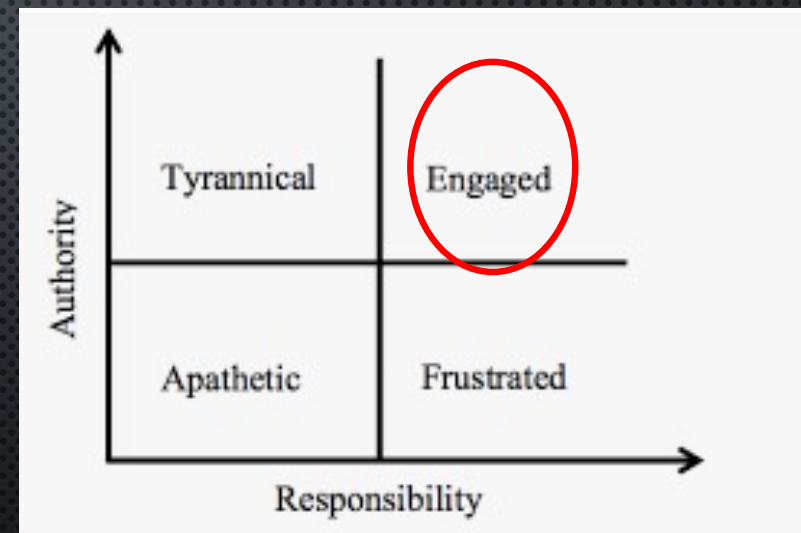 Tyrannical
Engaged
Authority
Apathetic
Frustrated
Responsibility